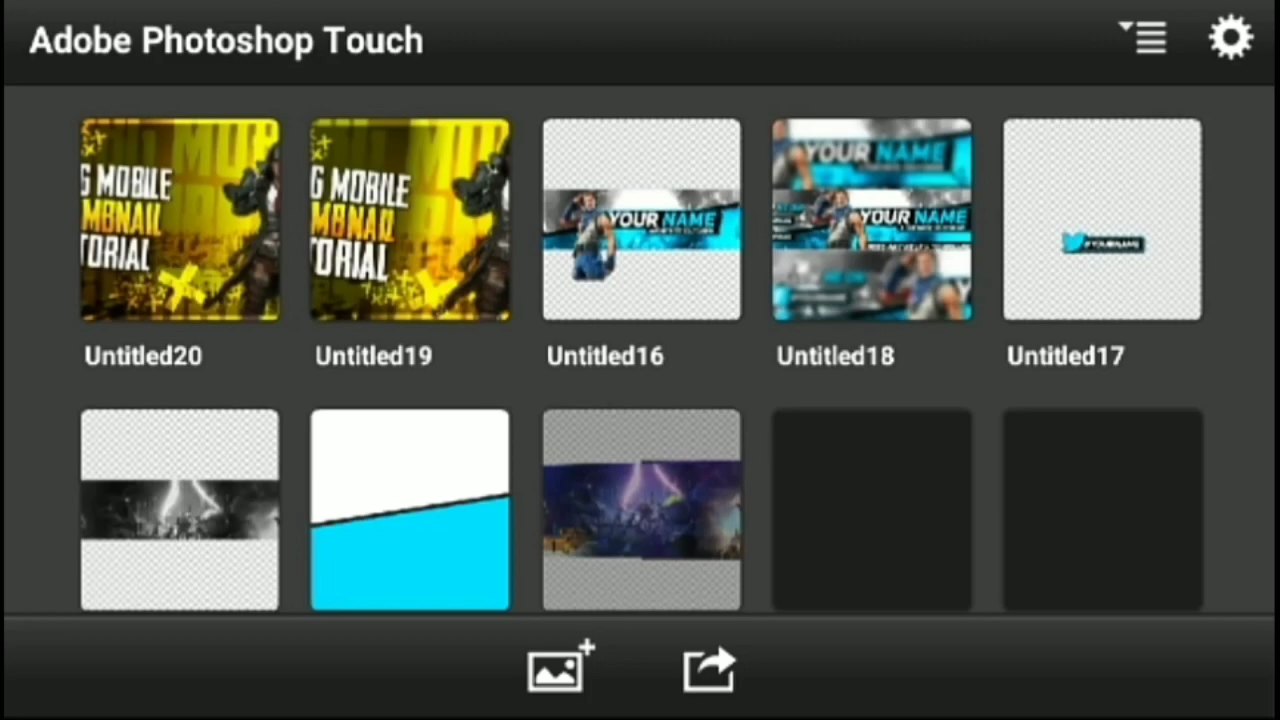 Adobe Photoshop Touch
G MOBILE
MBNAIL
TORIAL
G MOBILE
MBNAIL
TORIAL
YOUR NAME
YOUR NAME
YOUR NAME
#YOURNAME
Untitled20
Untitled19
Untitled16
Untitled18
Untitled17